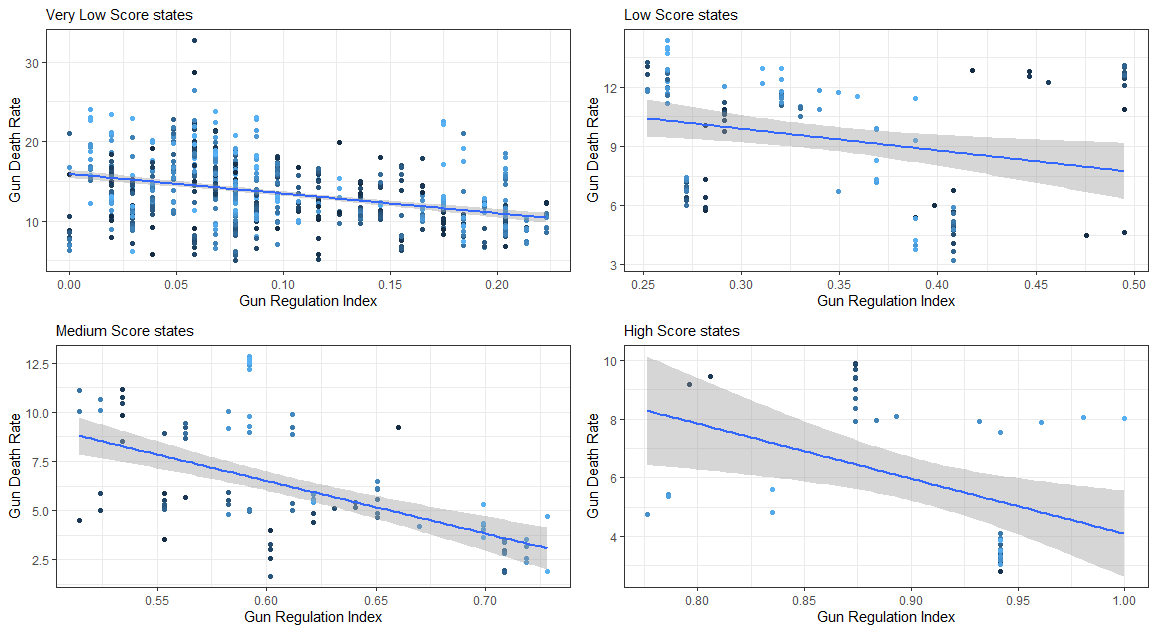 Very Low Score states
Gun Death Rate
30
20
10
0.00 0.05 0.10 0.15 0.20
Gun Regulation Index
Low Score states
Gun Death Rate
12
9
6
3
0.25 0.30 0.35 0.40 0.45 0.50
Gun Regulation Index
Medium Score states
Gun Death Rate
12.5
10.0
7.5
5.0
2.5
0.55 0.60 0.65 0.70
Gun Regulation Index
High Score states
Gun Death Rate
10
8
6
4
0.80 0.85 0.90 0.95 1.00
Gun Regulation Index